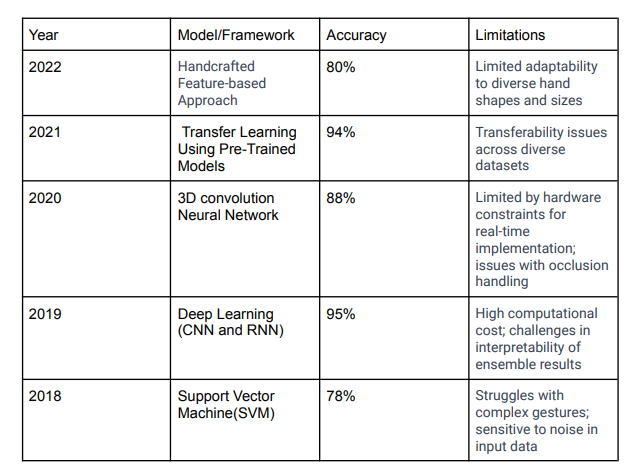 Year Model/Framework Accuracy Limitations
2022 Handcrafted 80% Limited adaptability
Feature-based to diverse hand
Approach shapes and sizes
2021 Transfer Learning 94% Transferability issues
Using Pre-Trained across diverse
Models datasets
2020 3D convolution 88% Limited by hardware
Neural Network constraints for
real-time
implementation;
issues with occlusion
handling
2019 Deep Learning 95% High computational
(CNN and RNN) cost; challenges in
interpretability of
ensemble results
2018 Support Vector 78% Struggles with
Machine(SVM) complex gestures;
sensitive to noise in
input data